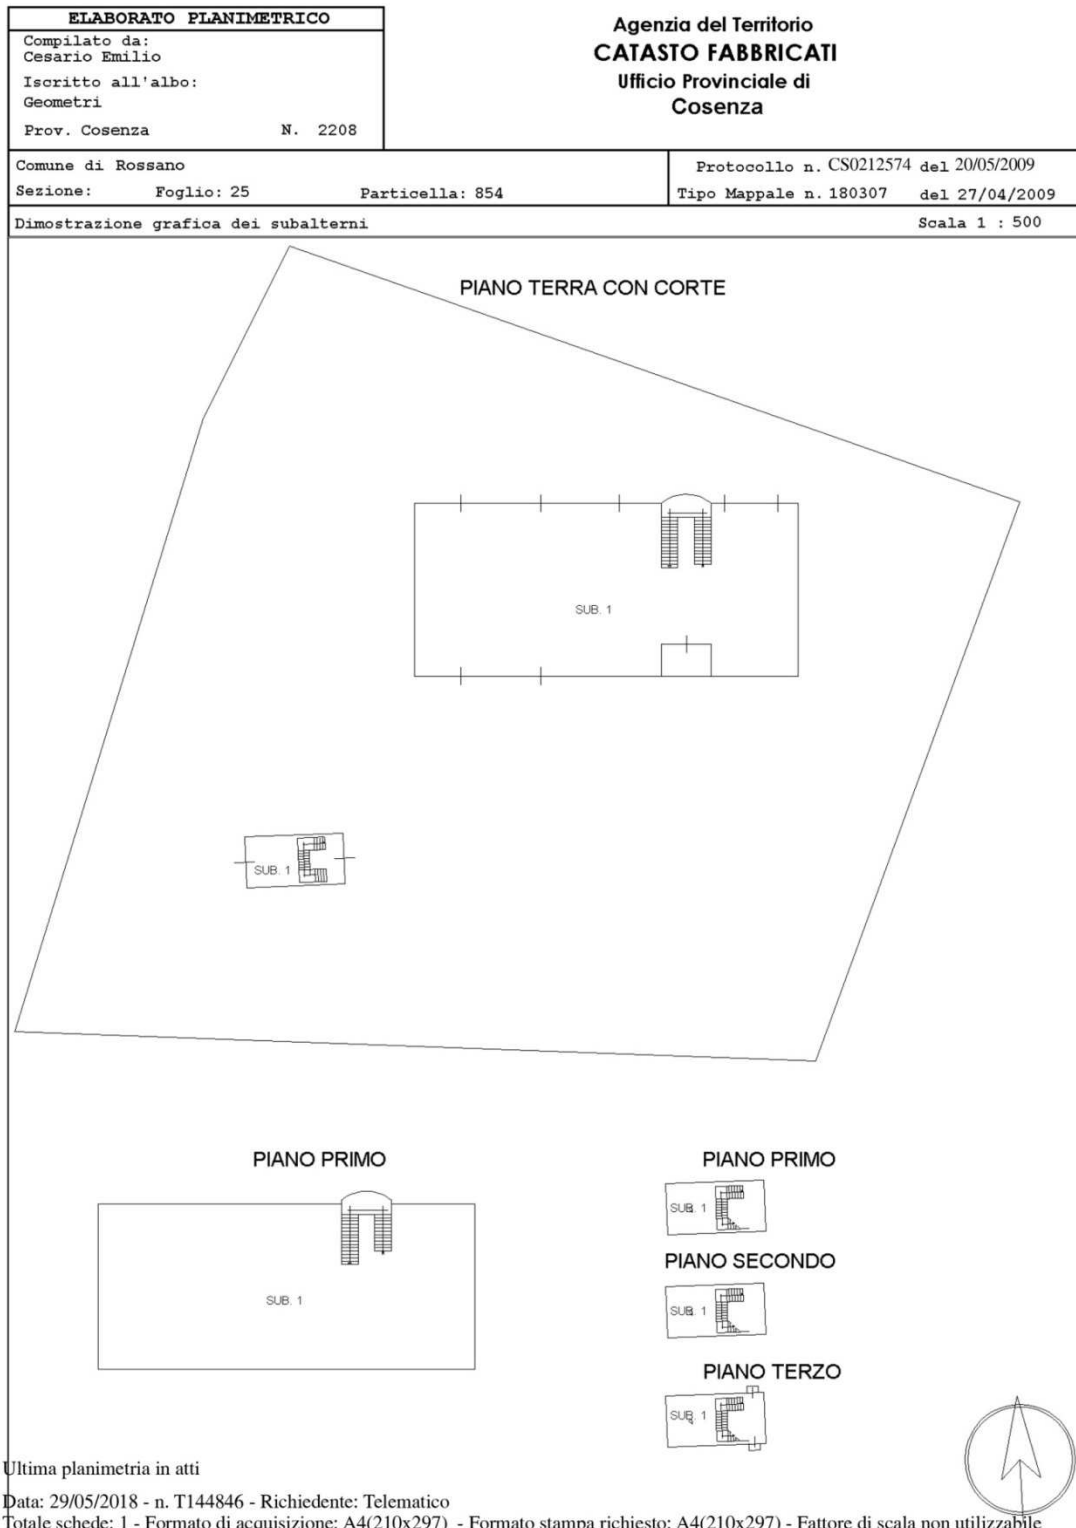 ELABORATO PLANIMETRICO
Compilato da:
Cesario Emilio
Iscritto all'albo:
Geometri
Prov. Cosenza N. 2208
Agenzia del Territorio
CATASTO FABBRICATI
Ufficio Provinciale di
Cosenza
Comune di Rossano
Sezione: Foglio: 25 Particella: 854
Protocollo n. CS0212574 del 20/05/2009
Tipo Mappale n. 180307 del 27/04/2009
Dimostrazione grafica dei subalterni Scala 1 : 500
PIANO TERRA CON CORTE
SUB. 1
SUB. 1
PIANO PRIMO
SUB. 1
PIANO PRIMO
SUB. 1
PIANO SECONDO
SUB. 1
PIANO TERZO
SUB. 1
Ultima planimetria in atti
Data: 29/05/2018 - n. T144846 - Richiedente: Telematico
Totale schede: 1 - Formato di acquisizione: A4(210x297) - Formato stampa richiesto: A4(210x297) - Fattore di scala non utilizzabile